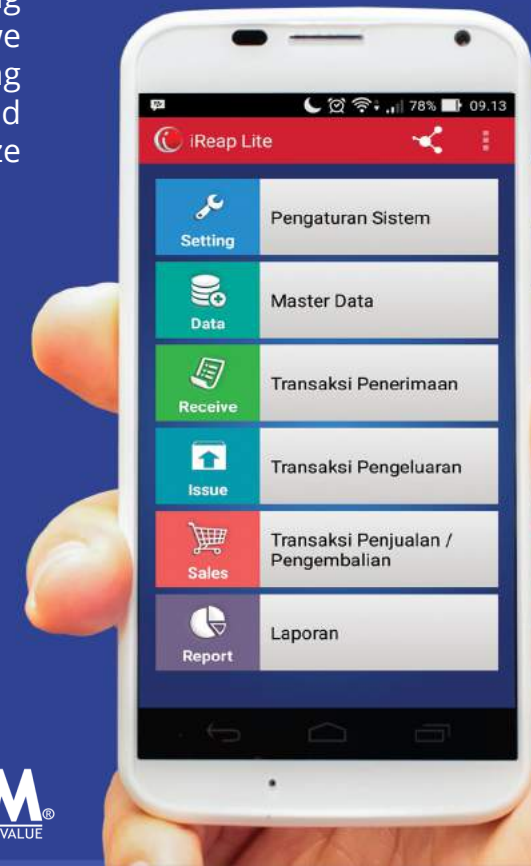 78% 09.13
iReap Lite
Setting
Pengaturan Sistem
Data
Master Data
Receive
Transaksi Penerimaan
Issue
Transaksi Pengeluaran
Sales
Transaksi Penjualan /
Pengembalian
Report
Laporan
M®
VALUE